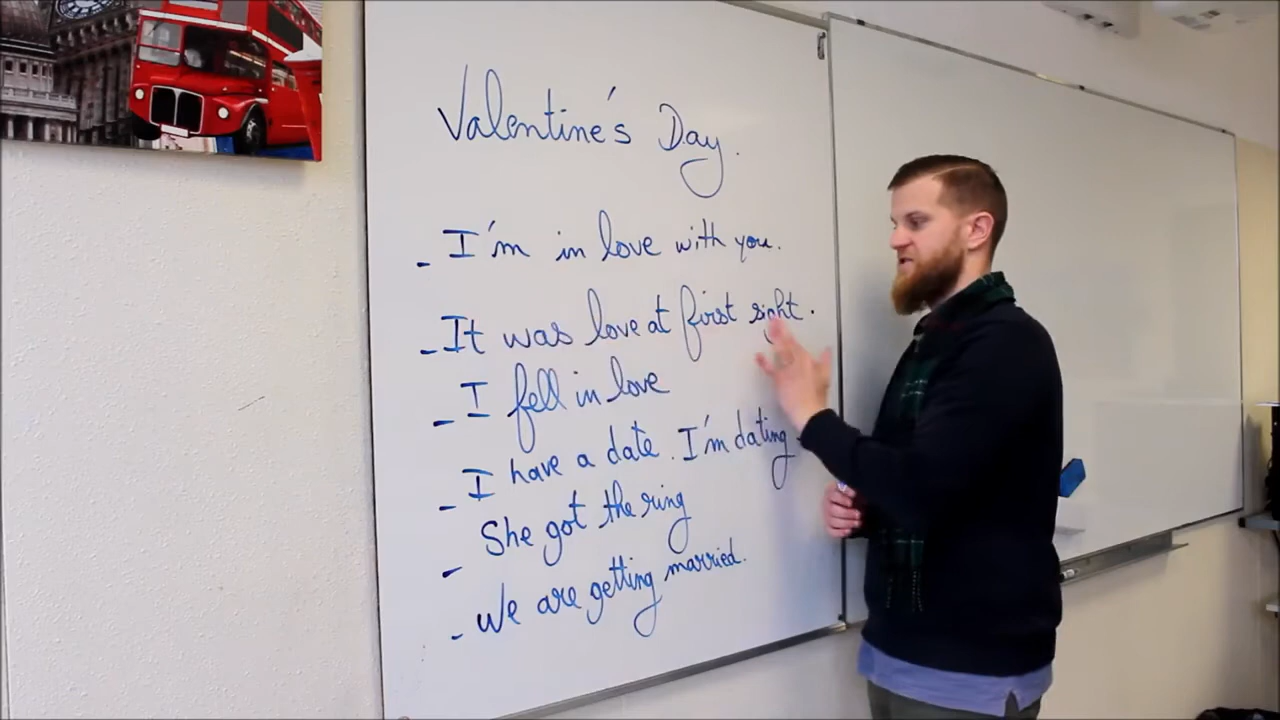 Valentine's Day.
- I'm in love with you.
- It was love at first sight.
- I fell in love
- I have a date. I'm dating
- She got the ring
- We are getting married.